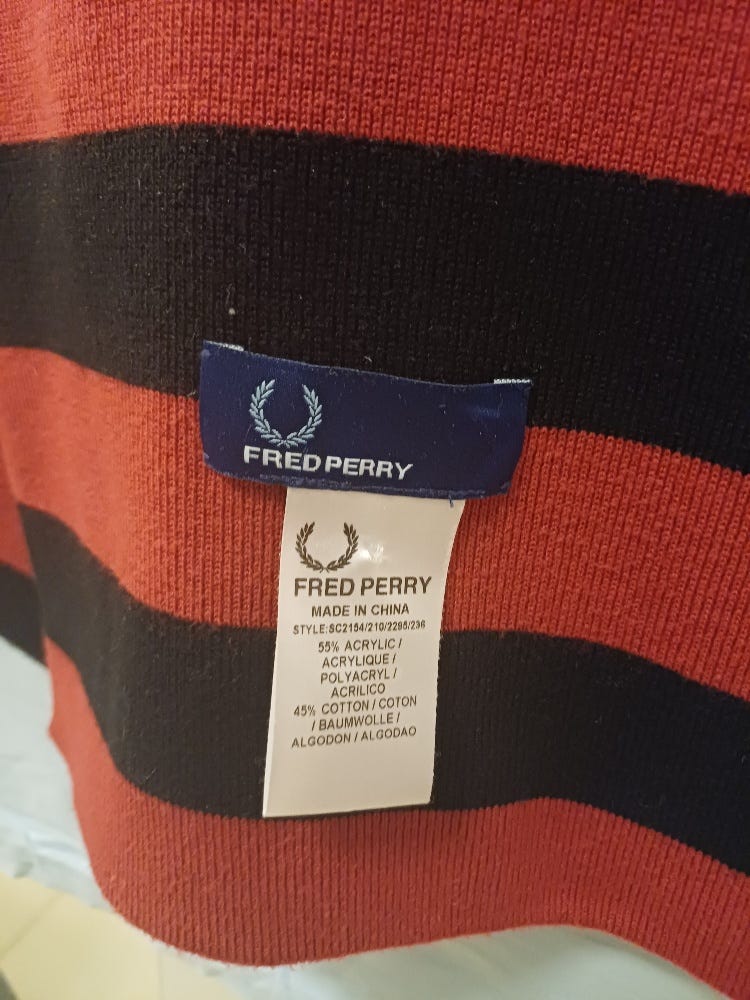 FRED PERRY
FRED PERRY
MADE IN CHINA
STYLE:SC2154/210/2295/236
55% ACRYLIC /
ACRYLIQUE /
POLYACRYL /
ACRILICO
45% COTTON / COTON
/ BAUMWOLLE /
ALGODON / ALGODAO